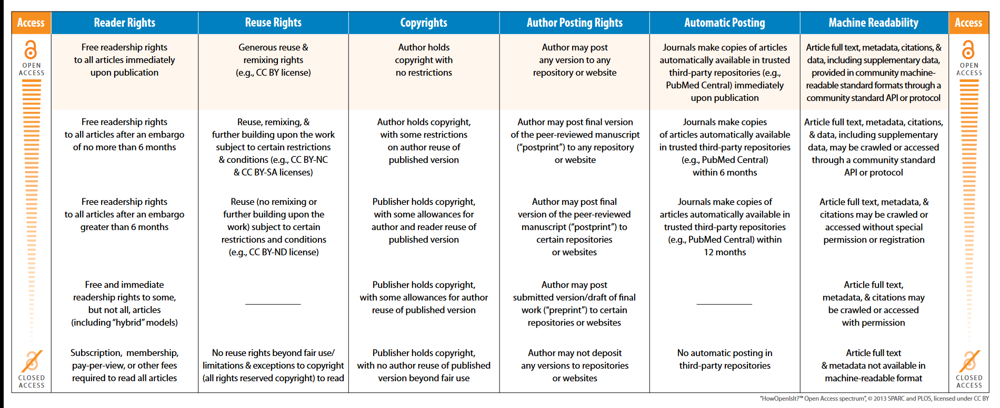 Access
Reader Rights
Reuse Rights
Copyrights
Author Posting Rights
Automatic Posting
Machine Readability
Access
OPEN
ACCESS
Free readership rights
to all articles immediately
upon publication
Generous reuse &
remixing rights
(e.g., CC BY license)
Author holds
copyright with
no restrictions
Author may post
any version to any
repository or website
Journals make copies of articles
automatically available in trusted
third-party repositories (e.g.,
PubMed Central) immediately
upon publication
Article full text, metadata, citations, &
data, including supplementary data,
provided in community machine-
readable standard formats through a
community standard API or protocol
OPEN
ACCESS
Free readership rights
to all articles after an embargo
of no more than 6 months
Reuse, remixing, &
further building upon the work
subject to certain restrictions
& conditions (e.g., CC BY-NC
& CC BY-SA licenses)
Author holds copyright,
with some restrictions
on author reuse of
published version
Author may post final version
of the peer-reviewed manuscript
(“postprint”) to any repository
or website
Journals make copies
of articles automatically available
in trusted third-party repositories
(e.g., PubMed Central)
within 6 months
Article full text, metadata, citations,
& data, including supplementary
data, may be crawled or accessed
through a community standard
API or protocol
Free readership rights
to all articles after an embargo
greater than 6 months
Reuse (no remixing or
further building upon the
work) subject to certain
restrictions and conditions
(e.g., CC BY-ND license)
Publisher holds copyright,
with some allowances for
author and reader reuse of
published version
Author may post final
version of the peer-reviewed
manuscript (“postprint”) to
certain repositories
or websites
Journals make copies of
articles automatically available in
trusted third-party repositories
(e.g., PubMed Central) within
12 months
Article full text, metadata, &
citations may be crawled or
accessed without special
permission or registration
Free and immediate
readership rights to some,
but not all, articles
(including “hybrid” models)
Publisher holds copyright,
with some allowances for author
reuse of published version
Author may post
submitted version/draft of final
work (“preprint”) to certain
repositories or websites
Article full text,
metadata, & citations may
be crawled or accessed
with permission
CLOSED
ACCESS
Subscription, membership,
pay-per-view, or other fees
required to read all articles
No reuse rights beyond fair use/
limitations & exceptions to copyright
(all rights reserved copyright) to read
Publisher holds copyright,
with no author reuse of published
version beyond fair use
Author may not deposit
any versions to repositories
or websites
No automatic posting in
third-party repositories
Article full text
& metadata not available in
machine-readable format
CLOSED
ACCESS
“HowOpenIsIt?™ Open Access spectrum”, © 2013 SPARC and PLOS, licensed under CC BY